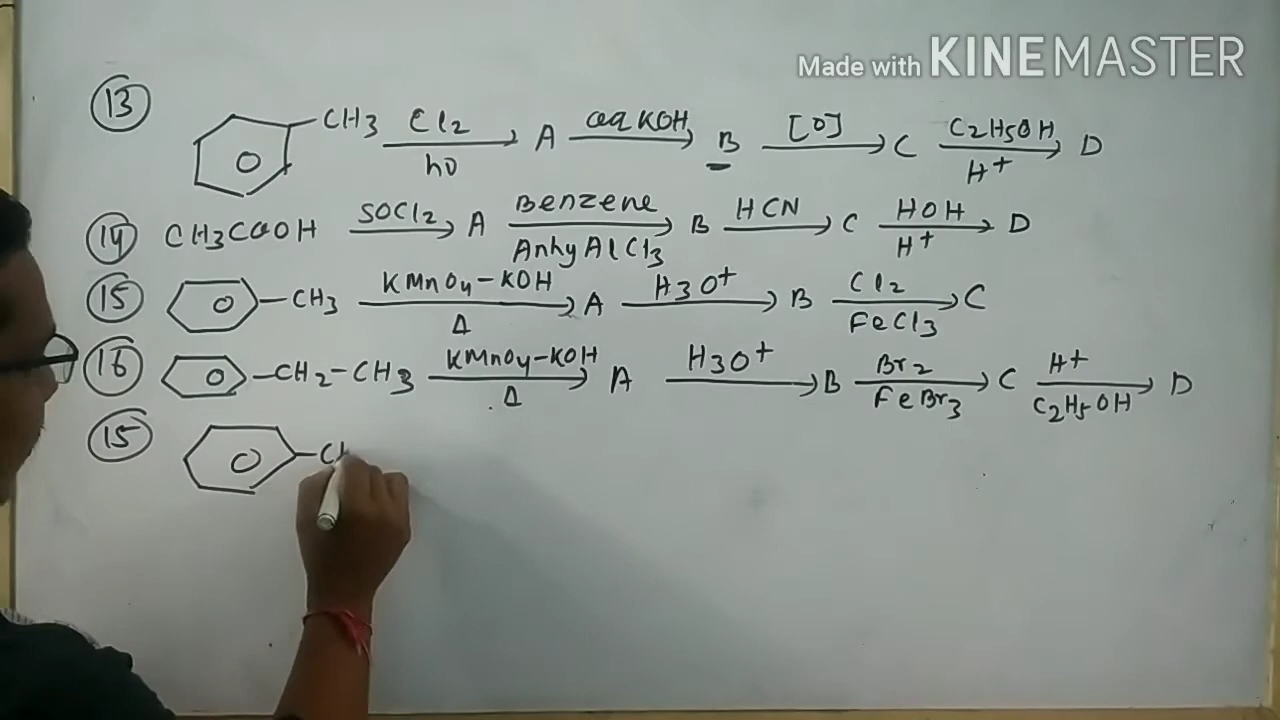 Made with KINEMASTER
13 CH3 Cl2 hν A aq KOH B [O] C C2H5OH H+ D
14 CH3COOH SOCl2 A Benzene Anhy AlCl3 B HCN C HOH H+ D
15 CH3 KMnO4-KOH Δ A H3O+ B Cl2 FeCl3 C
16 -CH2-CH3 KMnO4-KOH Δ A H3O+ B Br2 FeBr3 C H+ C2H5OH D
15